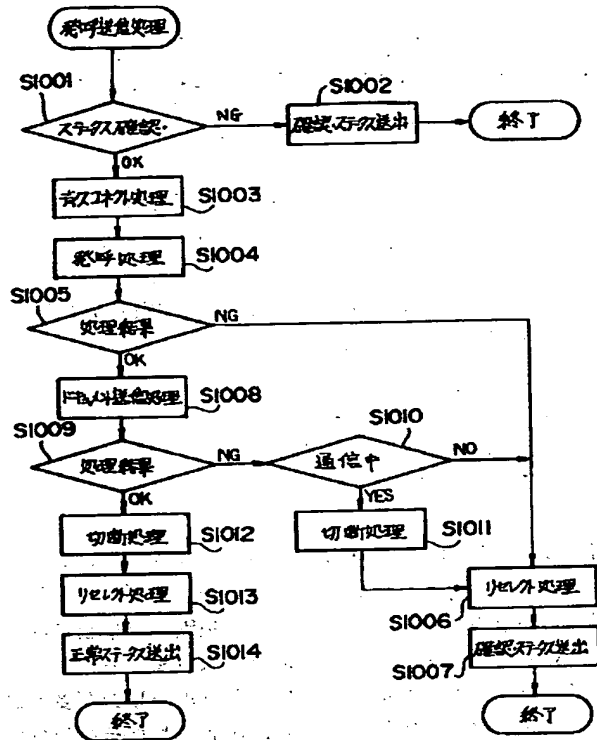 発呼送信処理
S1001
ステータス確認
NG
S1002
確認・ステータス送出
終了
OK
ディスコネクト処理
S1003
発呼処理
S1004
S1005
処理結果
NG
OK
ドキュメント送信処理
S1008
S1009
処理結果
NG
S1010
通信中
NO
OK
YES
切断処理
S1012
切断処理
S1011
リセレクト処理
S1013
リセレクト処理
S1006
正常ステータス送出
S1014
確認・ステータス送出
S1007
終了
終了